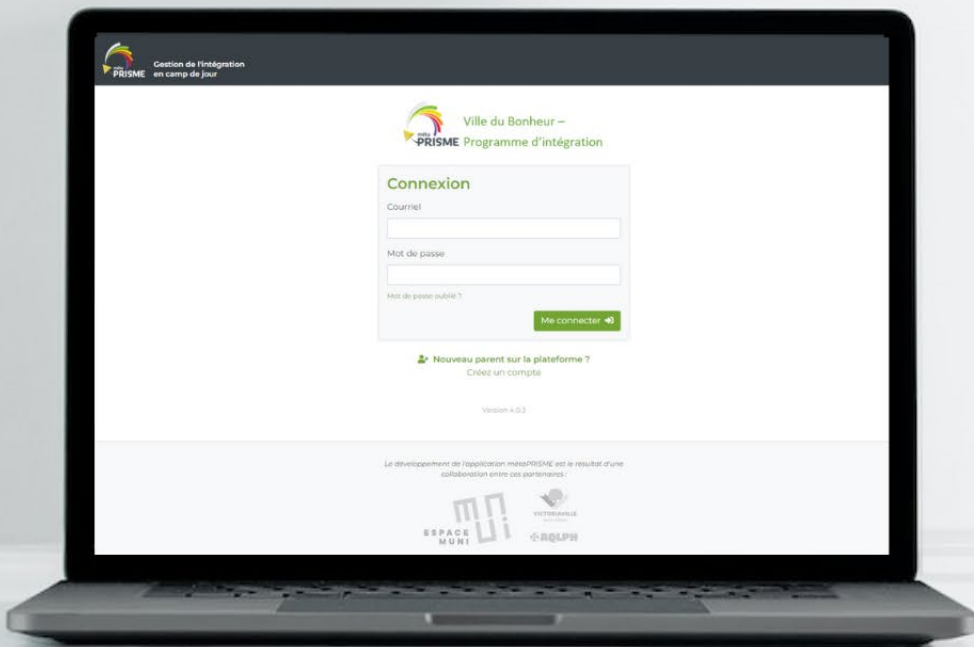 méta
PRISME
Gestion de l'intégration
en camp de jour
méta
PRISME
Ville du Bonheur –
Programme d'intégration
Connexion
Courriel
Mot de passe
Mot de passe oublié ?
Me connecter
Nouveau parent sur la plateforme ?
Créez un compte
Version 4.0.2
Le développement de l'application métaPRISME est le résultat d'une
collaboration entre ces partenaires :
ESPACE
MUNI
VICTORIAVILLE
AQLPH